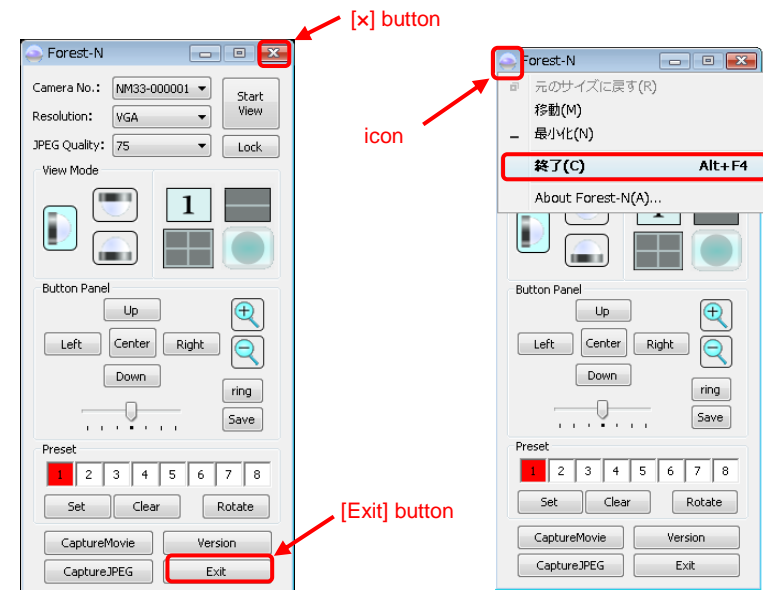 [×] button
Forest-N
Camera No.: NM33-000001
Start View
Resolution: VGA
JPEG Quality: 75
Lock
View Mode
1
Button Panel
Up
Left Center Right
Down
ring
Save
Preset
1 2 3 4 5 6 7 8
Set Clear Rotate
CaptureMovie Version
CaptureJPEG Exit
[Exit] button
icon
Forest-N
元のサイズに戻す(R)
移動(M)
最小化(N)
終了(C) Alt+F4
About Forest-N(A)...
Button Panel
Up
Left Center Right
Down
ring
Save
Preset
1 2 3 4 5 6 7 8
Set Clear Rotate
CaptureMovie Version
CaptureJPEG Exit